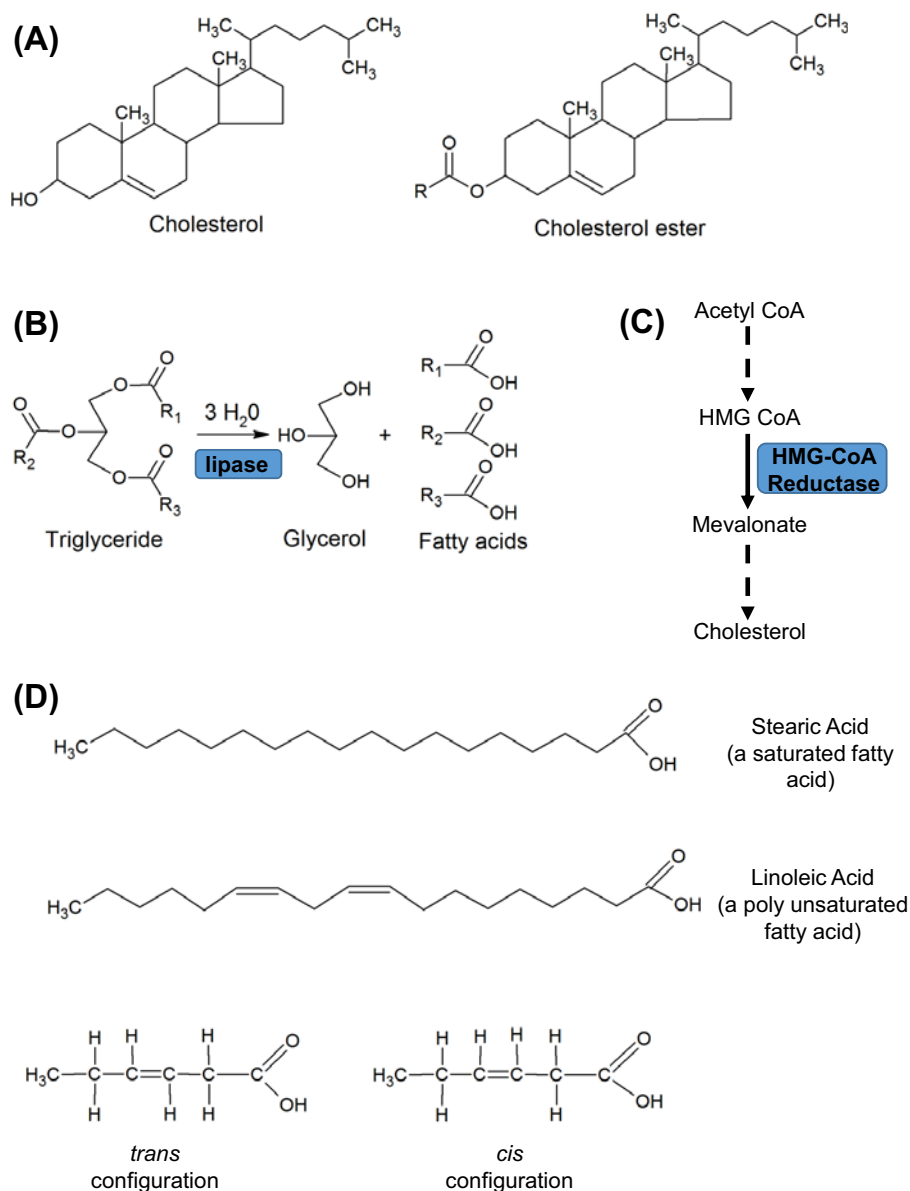 (A)
H₃C
CH₃
CH₃
CH₃
CH₃
HO
Cholesterol
H₃C
CH₃
CH₃
CH₃
CH₃
O
R
O
Cholesterol ester
(B)
O
O
R₁
O
R₂
O
O
O
R₃
Triglyceride
3 H₂0
lipase
OH
HO
HO
Glycerol
+
O
R₁
OH
O
R₂
OH
O
R₃
OH
Fatty acids
(C)
Acetyl CoA
HMG CoA
HMG-CoA
Reductase
Mevalonate
Cholesterol
(D)
H₃C
O
OH
Stearic Acid
(a saturated fatty
acid)
H₃C
O
OH
Linoleic Acid
(a poly unsaturated
fatty acid)
H H H O
H₃C C C C C C
H H H OH
trans
configuration
H H H H O
H₃C C C C C C
H H OH
cis
configuration